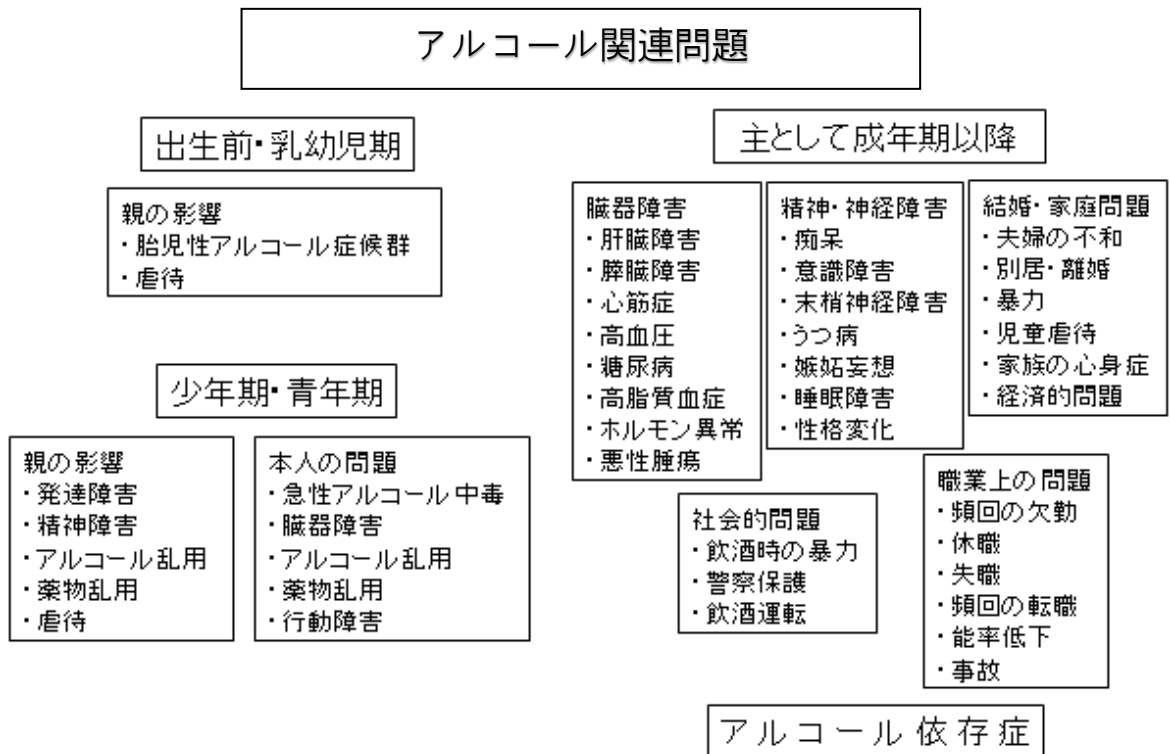 アルコール関連問題
出生前・乳幼児期
親の影響
・胎児性アルコール症候群
・虐待
少年期・青年期
親の影響
・発達障害
・精神障害
・アルコール乱用
・薬物乱用
・虐待
本人の問題
・急性アルコール中毒
・臓器障害
・アルコール乱用
・薬物乱用
・行動障害
主として成年期以降
臓器障害
・肝臓障害
・膵臓障害
・心筋症
・高血圧
・糖尿病
・高脂質血症
・ホルモン異常
・悪性腫瘍
精神・神経障害
・痴呆
・意識障害
・末梢神経障害
・うつ病
・嫉妬妄想
・睡眠障害
・性格変化
結婚・家庭問題
・夫婦の不和
・別居・離婚
・暴力
・児童虐待
・家族の心身症
・経済的問題
社会的問題
・飲酒時の暴力
・警察保護
・飲酒運転
職業上の問題
・頻回の欠勤
・休職
・失職
・頻回の転職
・能率低下
・事故
アルコール依存症